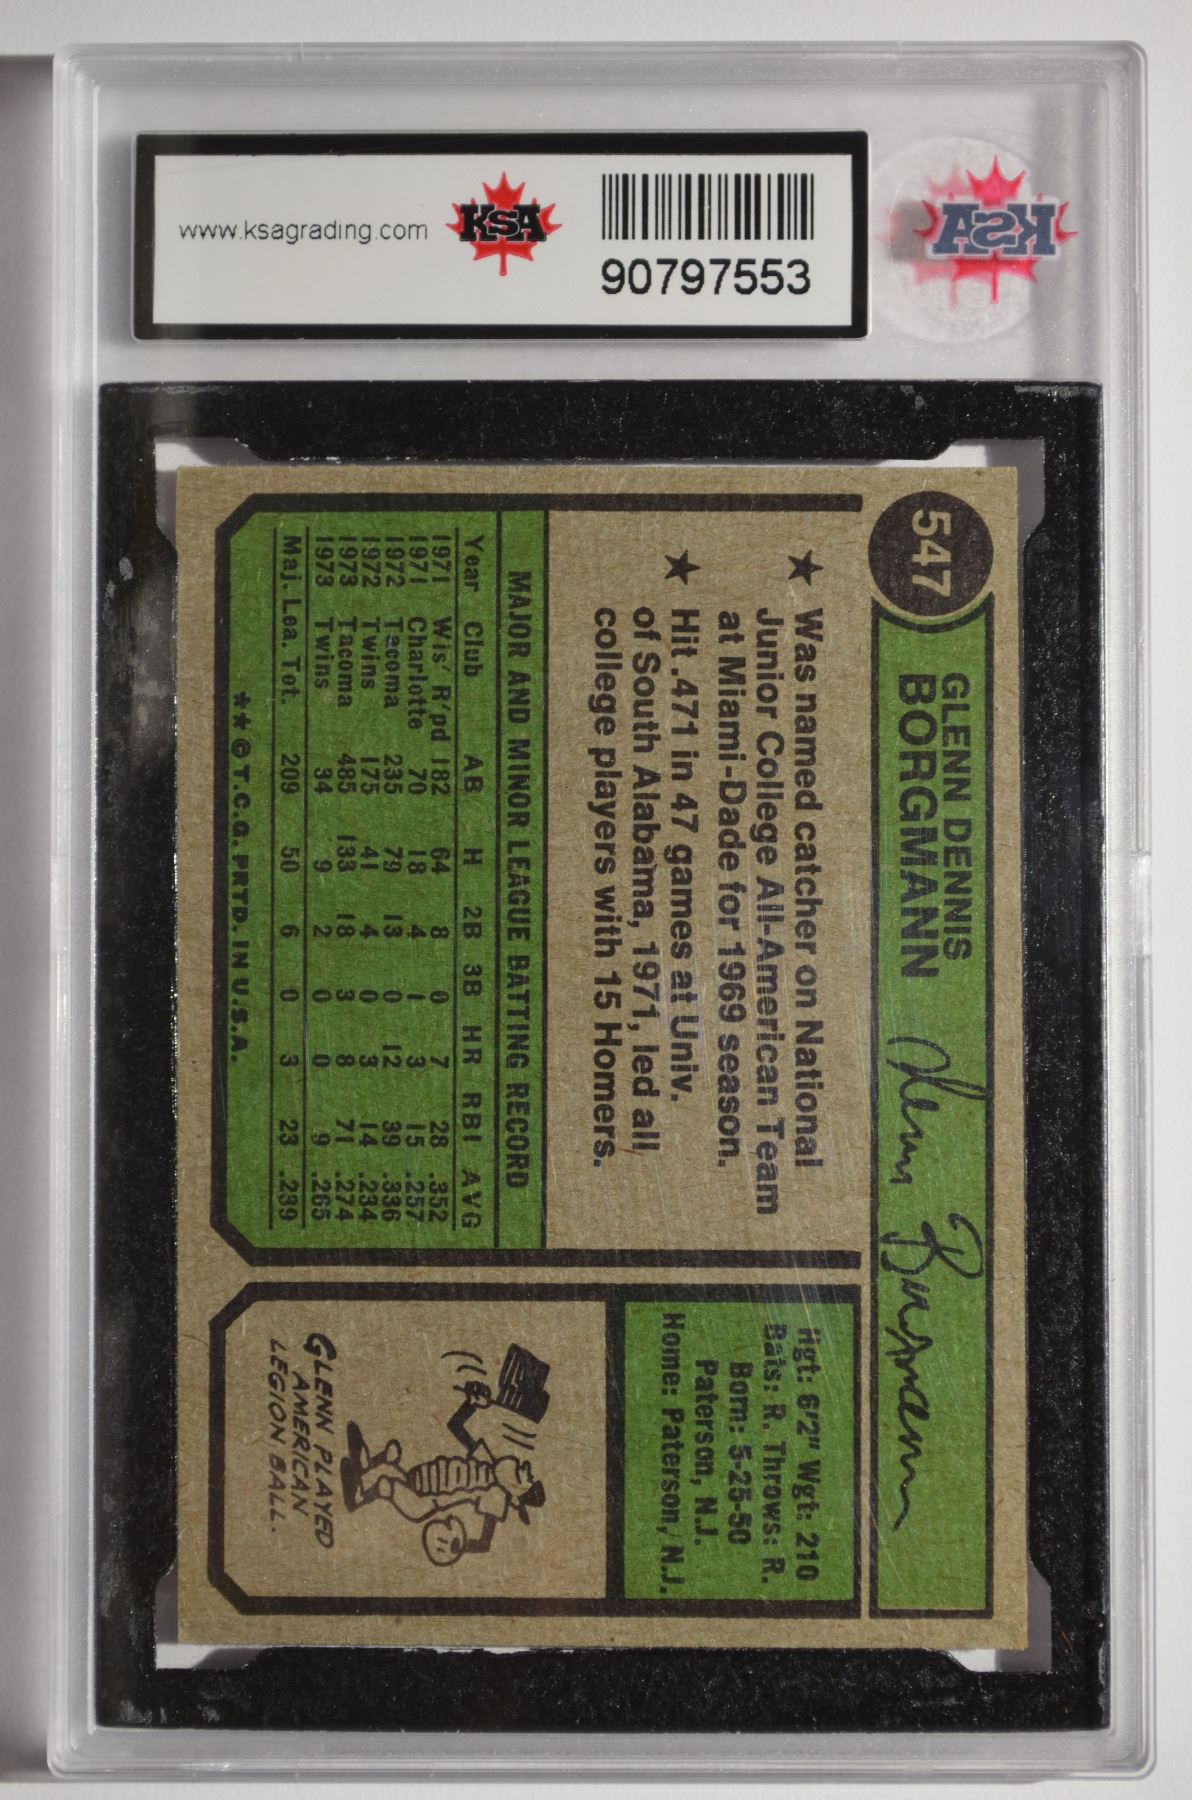 www.ksagrading.com
KSA
90797553
KSA
547
GLENN DENNIS
BORGMANN
★ Was named catcher on National
Junior College All-American Team
at Miami-Dade for 1969 season.
★ Hit .471 in 47 games at Univ.
of South Alabama, 1971, led all
college players with 15 Homers.
MAJOR AND MINOR LEAGUE BATTING RECORD
Year Club AB H 2B 3B HR RBI AVG
1971 Wis' R'pd 182 64 8 0 7 28 .352
1971 Charlotte 70 18 4 1 3 15 .257
1972 Tacoma 235 79 13 0 12 39 .336
1972 Twins 175 41 4 0 3 14 .234
1973 Tacoma 485 133 18 3 8 71 .274
1973 Twins 34 9 2 0 0 9 .265
Maj. Lea. Tot. 209 50 6 0 3 23 .239
**©T.C.G. PRTD. IN U.S.A.
Hgt: 6'2" Wgt: 210
Bats: R. Throws: R.
Born: 5-25-50
Paterson, N.J.
Home: Paterson, N.J.
GLENN PLAYED
AMERICAN
LEGION BALL.